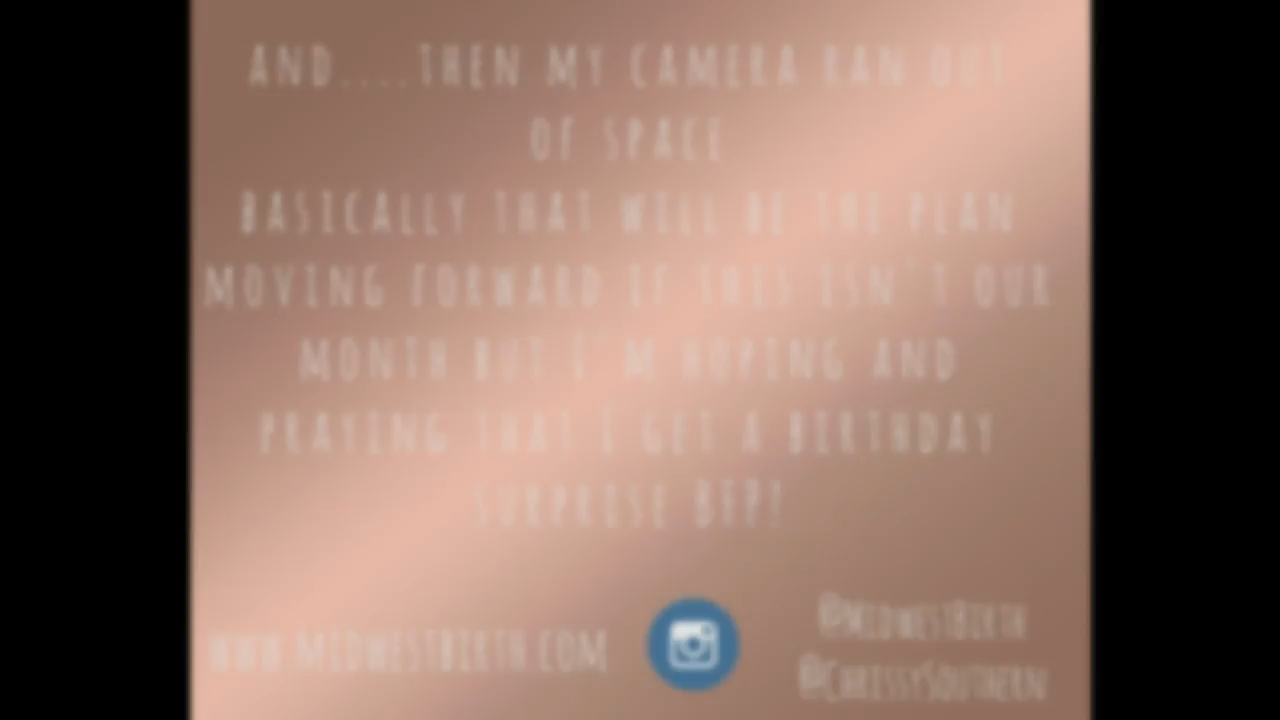 AND....THEN MY CAMERA RAN OUT
OF SPACE
BASICALLY THAT WILL BE THE PLAN
MOVING FORWARD IF THIS ISN'T OUR
MONTH BUT I'M HOPING AND
PRAYING THAT I GET A BIRTHDAY
SURPRISE BFP!
www.MIDWESTBIRTH.COM
@MIDWESTBIRTH
@CHRISSYSOUTHERN